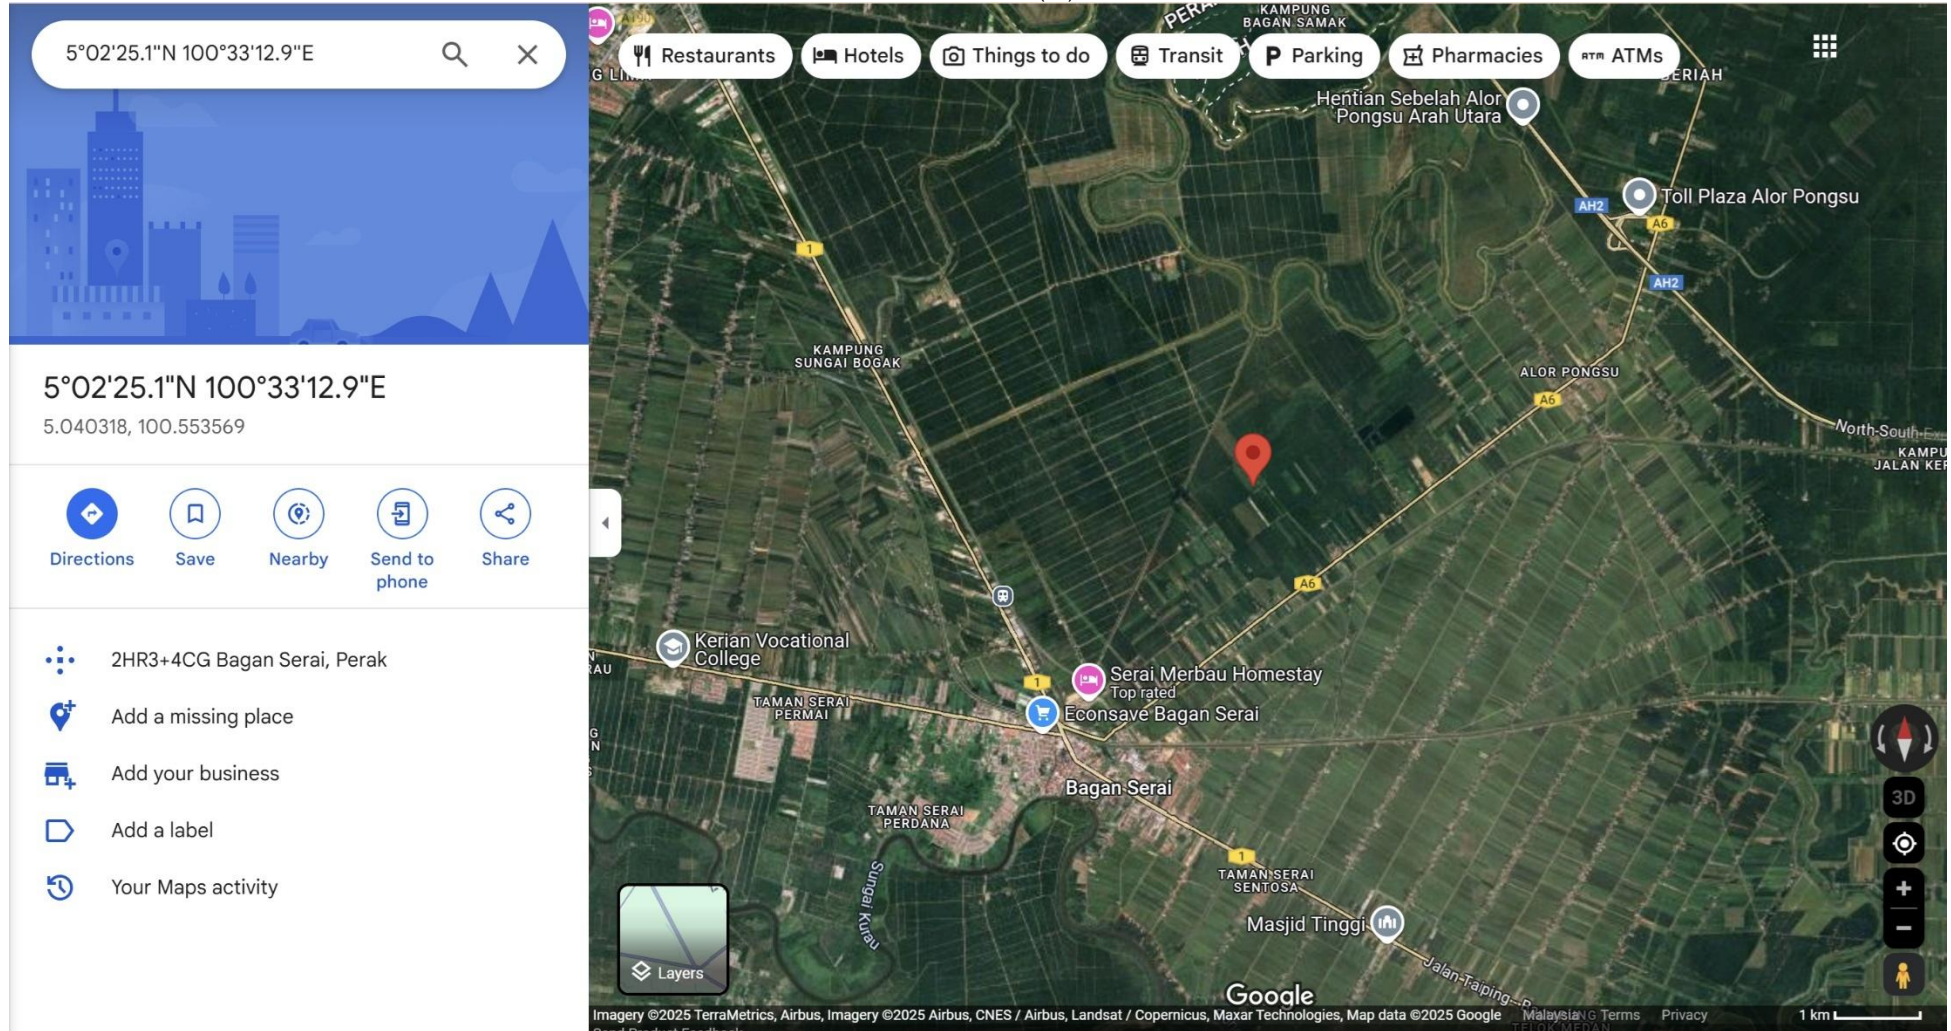 5°02'25.1"N 100°33'12.9"E
Restaurants
Hotels
Things to do
Transit
Parking
Pharmacies
ATM ATMs
KAMPUNG
BAGAN SAMAK
Hentian Sebelah Alor
Pongsu Arah Utara
Toll Plaza Alor Pongsu
AH2
A6
AH2
1
KAMPUNG
SUNGAI BOGAK
ALOR PONGSU
A6
North-South
5°02'25.1"N 100°33'12.9"E
5.040318, 100.553569
Directions
Save
Nearby
Send to
phone
Share
2HR3+4CG Bagan Serai, Perak
Add a missing place
Add your business
Add a label
Your Maps activity
A6
Kerian Vocational
College
1
Serai Merbau Homestay
Top rated
Econsave Bagan Serai
TAMAN SERAI
PERMAI
Bagan Serai
TAMAN SERAI
PERDANA
Sungai Kurau
1
TAMAN SERAI
SENTOSA
Masjid Tinggi
Jalan Taiping
3D
Layers
Google
Imagery ©2025 TerraMetrics, Airbus, Imagery ©2025 Airbus, CNES / Airbus, Landsat / Copernicus, Maxar Technologies, Map data ©2025 Google
Malaysia
Terms
Privacy
1 km